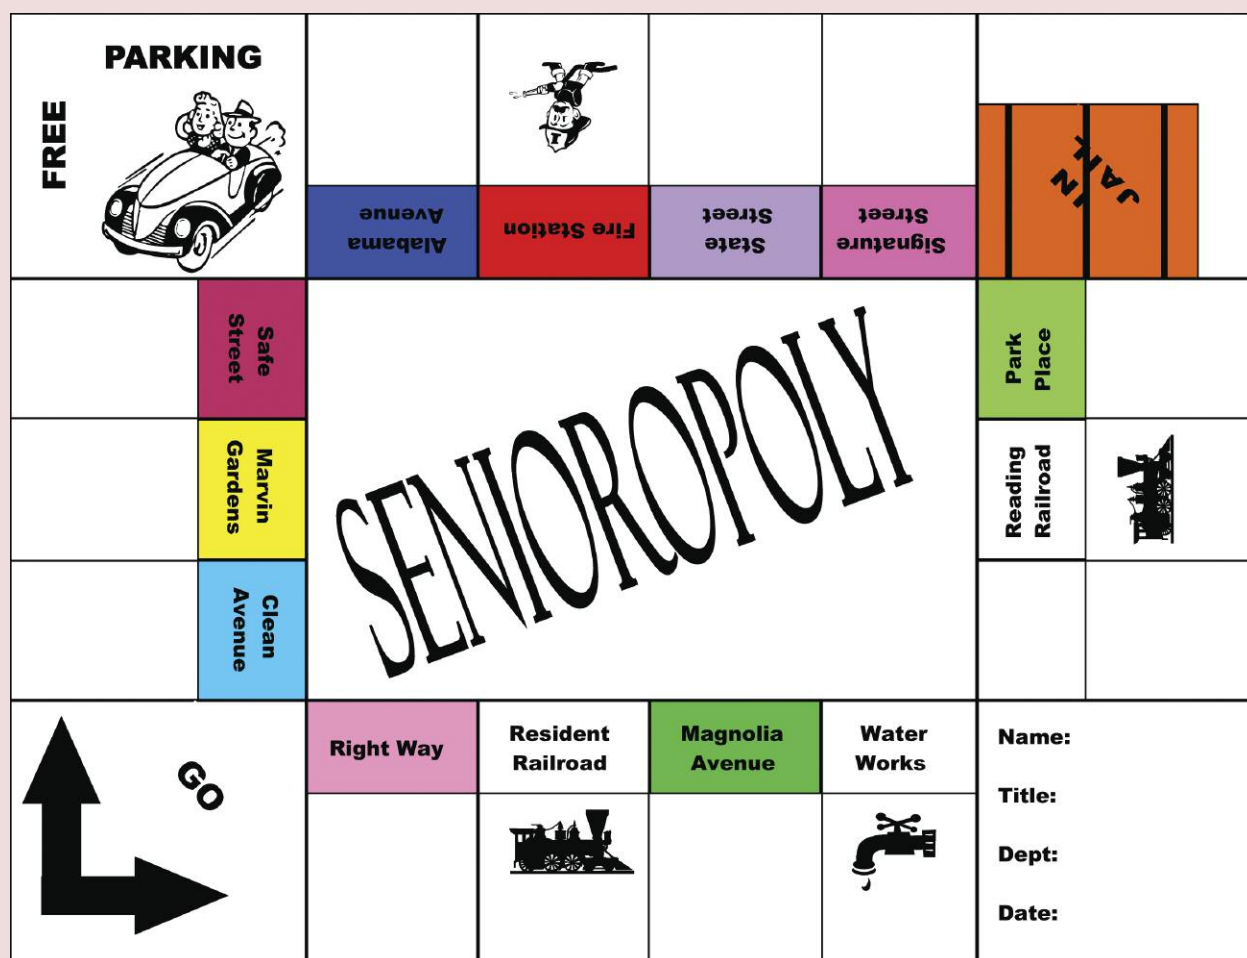 PARKING
FREE
Alabama
Avenue
Fire Station
State
Street
Signature
Street
IN
JAIL
Safe
Street
Marvin
Gardens
Clean
Avenue
SENIOROPOLY
Park
Place
Reading
Railroad
GO
Right Way
Resident
Railroad
Magnolia
Avenue
Water
Works
Name:
Title:
Dept:
Date: